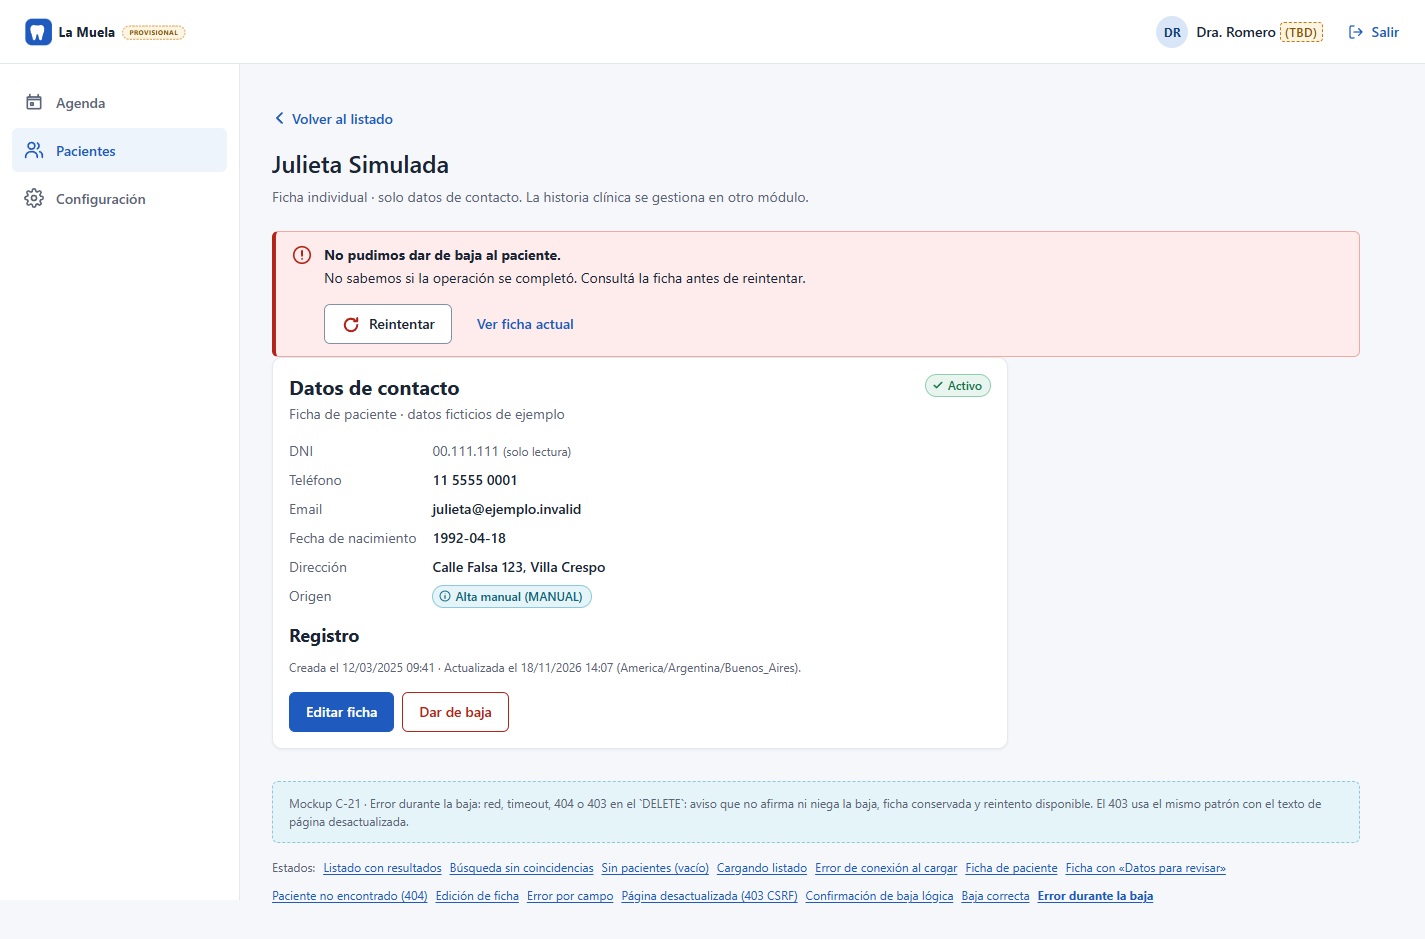 La Muela PROVISIONAL
DR Dra. Romero (TBD) Salir
Agenda
Pacientes
Configuración
Volver al listado
Julieta Simulada
Ficha individual · solo datos de contacto. La historia clínica se gestiona en otro módulo.
No pudimos dar de baja al paciente.
No sabemos si la operación se completó. Consultá la ficha antes de reintentar.
Reintentar Ver ficha actual
Datos de contacto Activo
Ficha de paciente · datos ficticios de ejemplo
DNI 00.111.111 (solo lectura)
Teléfono 11 5555 0001
Email julieta@ejemplo.invalid
Fecha de nacimiento 1992-04-18
Dirección Calle Falsa 123, Villa Crespo
Origen Alta manual (MANUAL)
Registro
Creada el 12/03/2025 09:41 · Actualizada el 18/11/2026 14:07 (America/Argentina/Buenos_Aires).
Editar ficha Dar de baja
Mockup C-21 · Error durante la baja: red, timeout, 404 o 403 en el `DELETE`: aviso que no afirma ni niega la baja, ficha conservada y reintento disponible. El 403 usa el mismo patrón con el texto de
página desactualizada.
Estados: Listado con resultados Búsqueda sin coincidencias Sin pacientes (vacío) Cargando listado Error de conexión al cargar Ficha de paciente Ficha con «Datos para revisar»
Paciente no encontrado (404) Edición de ficha Error por campo Página desactualizada (403 CSRF) Confirmación de baja lógica Baja correcta Error durante la baja